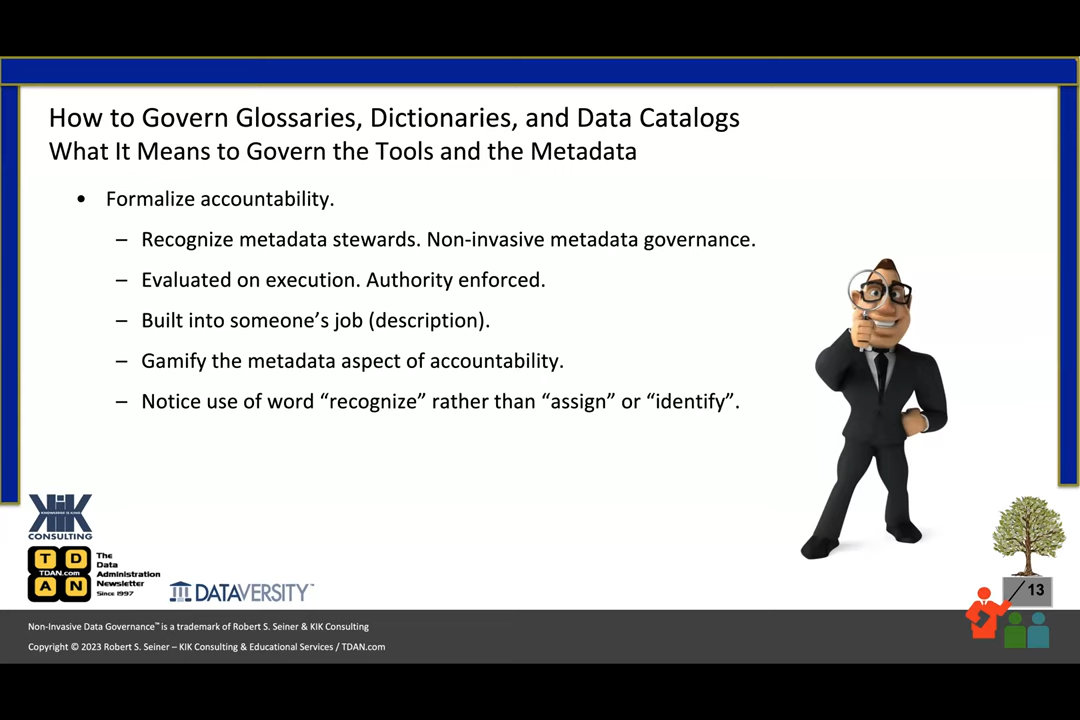 How to Govern Glossaries, Dictionaries, and Data Catalogs
What It Means to Govern the Tools and the Metadata
• Formalize accountability.
– Recognize metadata stewards. Non-invasive metadata governance.
– Evaluated on execution. Authority enforced.
– Built into someone’s job (description).
– Gamify the metadata aspect of accountability.
– Notice use of word “recognize” rather than “assign” or “identify”.
KIK
KNOWLEDGE IS KING
CONSULTING
T D
TDAN.com
A N
The
Data
Administration
Newsletter
Since 1997
DATAVERSITY™
13
Non-Invasive Data Governance™ is a trademark of Robert S. Seiner & KIK Consulting
Copyright © 2023 Robert S. Seiner – KIK Consulting & Educational Services / TDAN.com